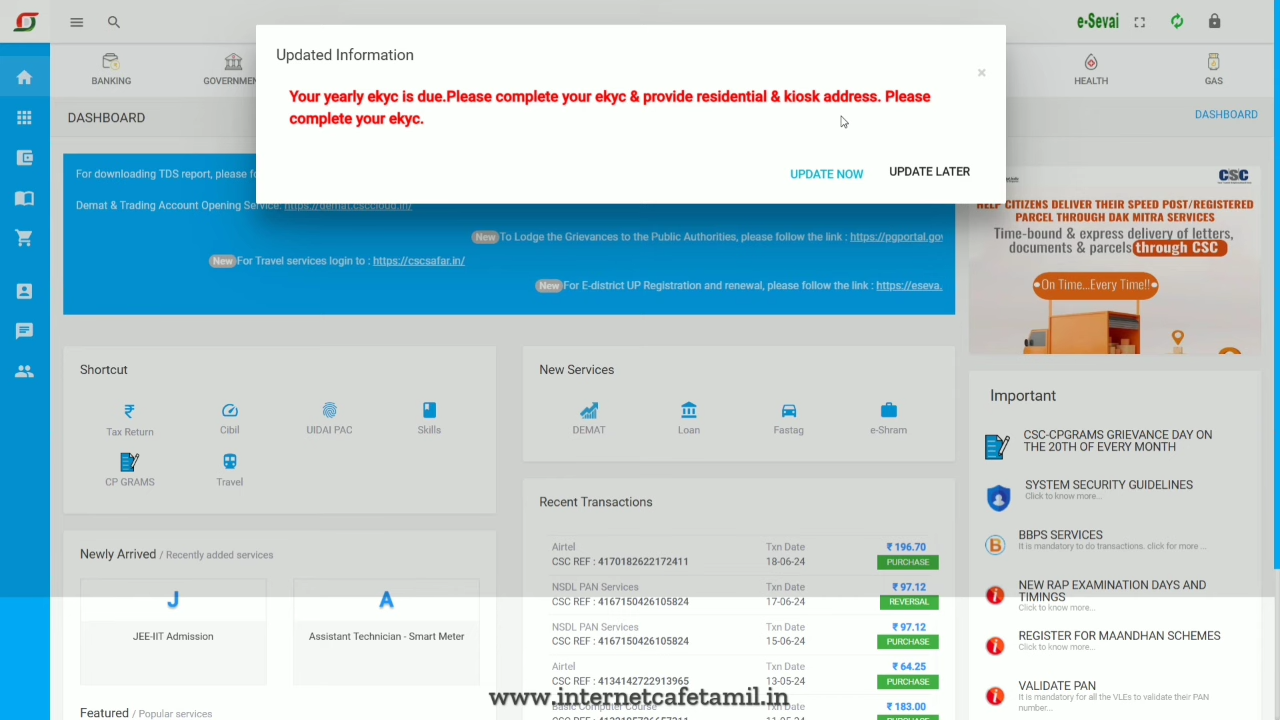 e-Sevai
Updated Information
×
Your yearly ekyc is due.Please complete your ekyc & provide residential & kiosk address. Please
complete your ekyc.
UPDATE NOW
UPDATE LATER
BANKING
HEALTH
GAS
DASHBOARD
DASHBOARD
For downloading TDS report, please fo
Demat & Trading Account Opening Service: https://demat.csccloud.in/
New To Lodge the Grievances to the Public Authorities, please follow the link : https://pgportal.gov
New For Travel services login to : https://cscsafar.in/
New For E-district UP Registration and renewal, please follow the link : https://eseva.
CSC
HELP CITIZENS DELIVER THEIR SPEED POST/REGISTERED
PARCEL THROUGH DAK MITRA SERVICES
Time-bound & express delivery of letters,
documents & parcels through CSC
On Time...Every Time!!
Shortcut
Tax Return
Cibil
UIDAI PAC
Skills
CP GRAMS
Travel
New Services
DEMAT
Loan
Fastag
e-Shram
Important
CSC-CPGRAMS GRIEVANCE DAY ON
THE 20TH OF EVERY MONTH
SYSTEM SECURITY GUIDELINES
Click to know more...
BBPS SERVICES
It is mandatory to do transactions. click for more ...
NEW RAP EXAMINATION DAYS AND
TIMINGS
Click to know more...
REGISTER FOR MAANDHAN SCHEMES
Click to know more...
VALIDATE PAN
It is mandatory for all the VLEs to validate their PAN
number...
Recent Transactions
Airtel Txn Date ₹ 196.70
CSC REF : 4170182622172411 18-06-24 PURCHASE
NSDL PAN Services Txn Date ₹ 97.12
CSC REF : 4167150426105824 17-06-24 REVERSAL
NSDL PAN Services Txn Date ₹ 97.12
CSC REF : 4167150426105824 15-06-24 PURCHASE
Airtel Txn Date ₹ 64.25
CSC REF : 4134142722913965 13-05-24 PURCHASE
Basic Computer Course Txn Date ₹ 183.00
Newly Arrived / Recently added services
J
JEE-IIT Admission
A
Assistant Technician - Smart Meter
Featured / Popular services
www.internetcafetamil.in